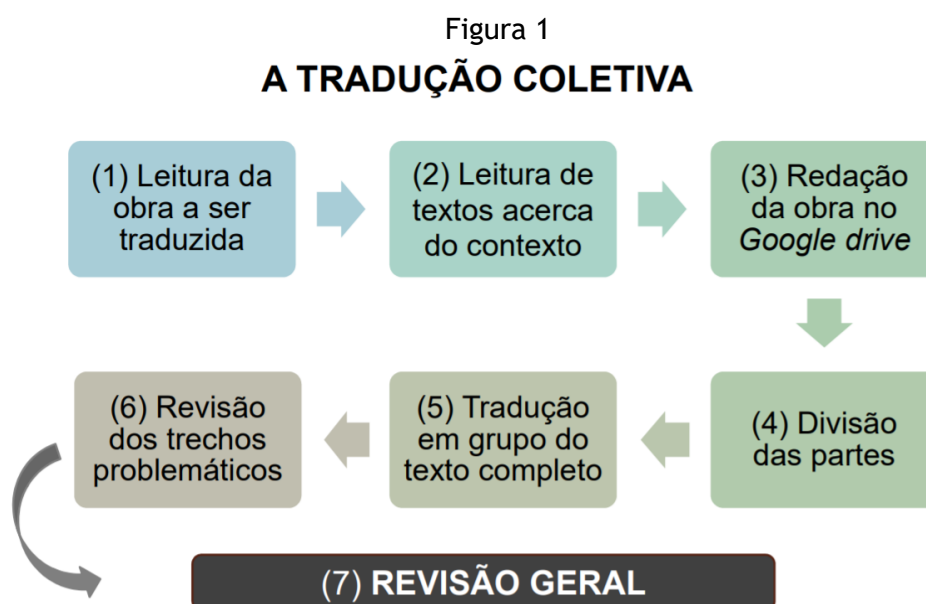 Figura 1
A TRADUÇÃO COLETIVA
(1) Leitura da
obra a ser
traduzida
(2) Leitura de
textos acerca
do contexto
(3) Redação
da obra no
Google drive
(4) Divisão
das partes
(5) Tradução
em grupo do
texto completo
(6) Revisão
dos trechos
problemáticos
(7) REVISÃO GERAL